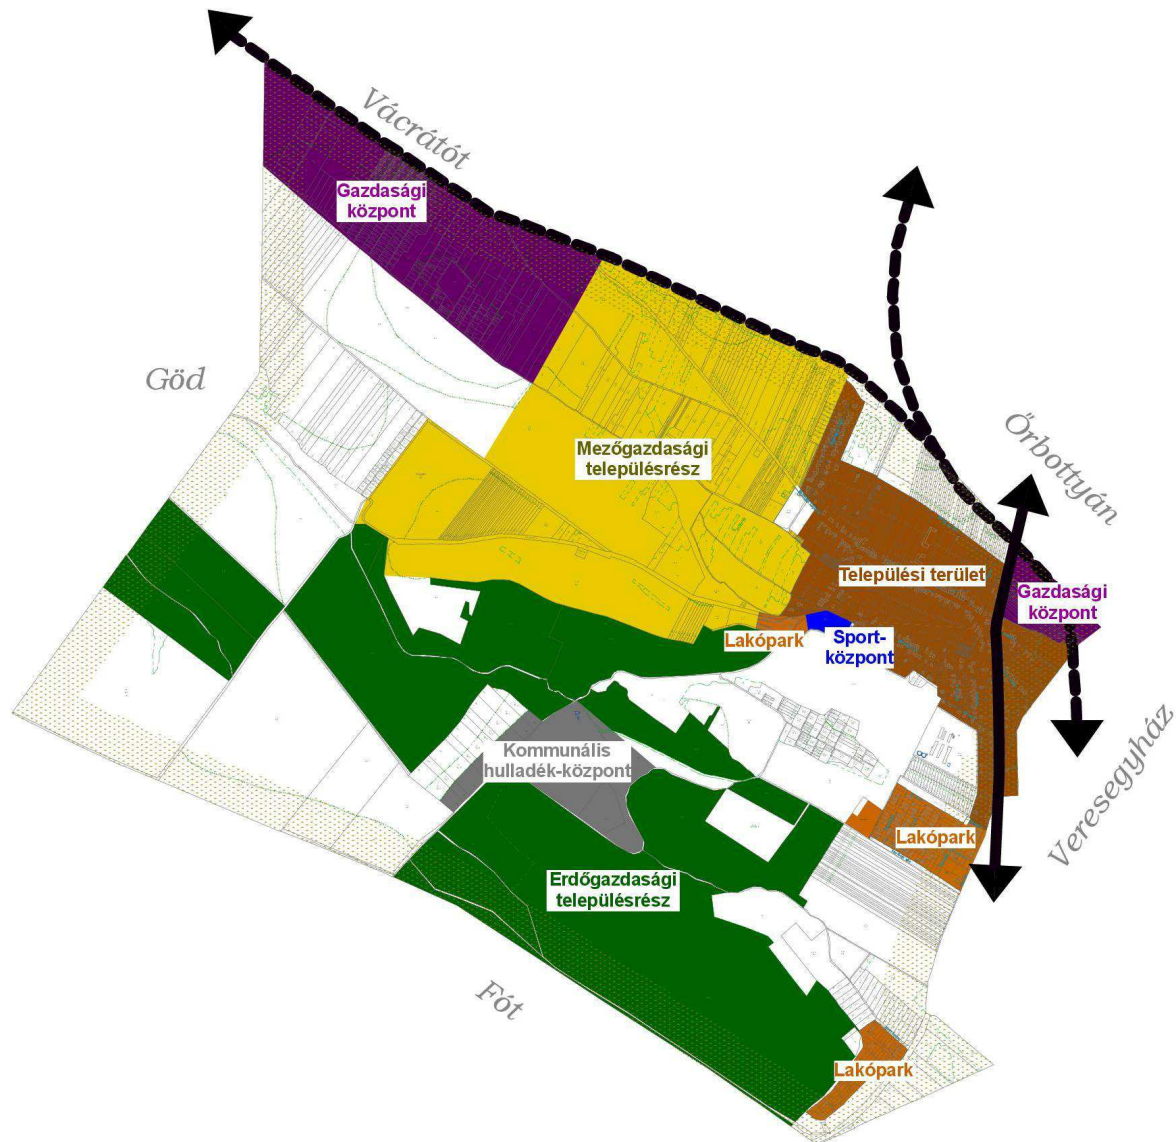 Vácrátót
Gazdasági
központ
Göd
Mezőgazdasági
településrész
Őrbottyán
Települési terület
Gazdasági
központ
Lakópark
Sport-
központ
Kommunális
hulladék-központ
Veresegyház
Lakópark
Erdőgazdasági
településrész
Fót
Lakópark